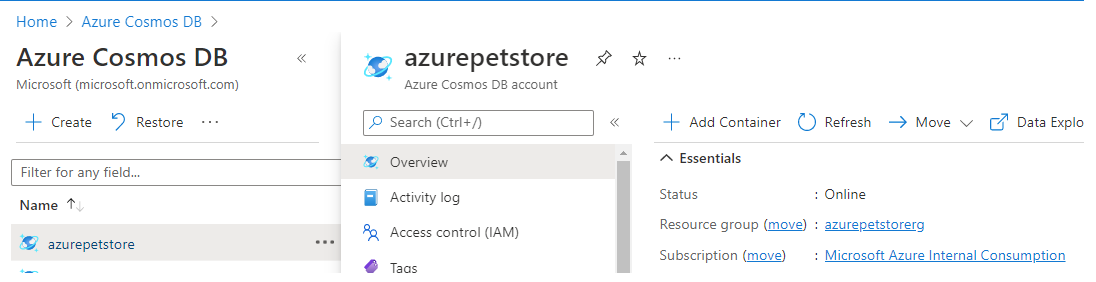 Home > Azure Cosmos DB >
Azure Cosmos DB
Microsoft (microsoft.onmicrosoft.com)
Create
Restore
Filter for any field...
Name
azurepetstore
azurepetstore
Azure Cosmos DB account
Search (Ctrl+/)
Overview
Activity log
Access control (IAM)
Tags
Add Container
Refresh
Move
Data Explo
Essentials
Status : Online
Resource group (move) : azurepetstorerg
Subscription (move) : Microsoft Azure Internal Consumption